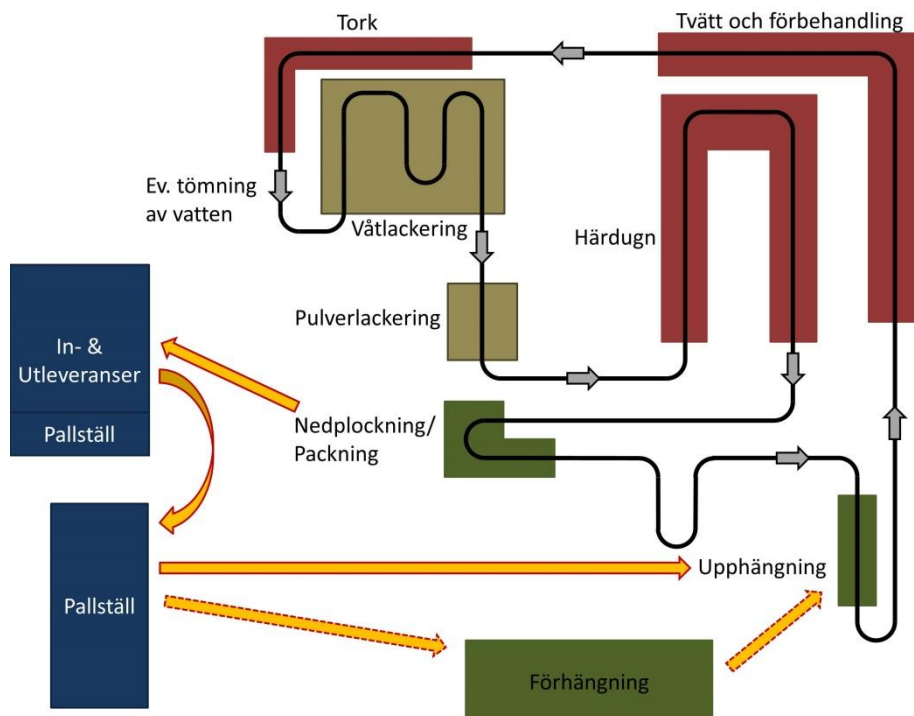 Tork
Tvätt och förbehandling
Ev. tömning
av vatten
Våtlackering
Härdugn
Pulverlackering
In- &
Utleveranser
Pallställ
Nedplockning/
Packning
Upphängning
Pallställ
Förhängning